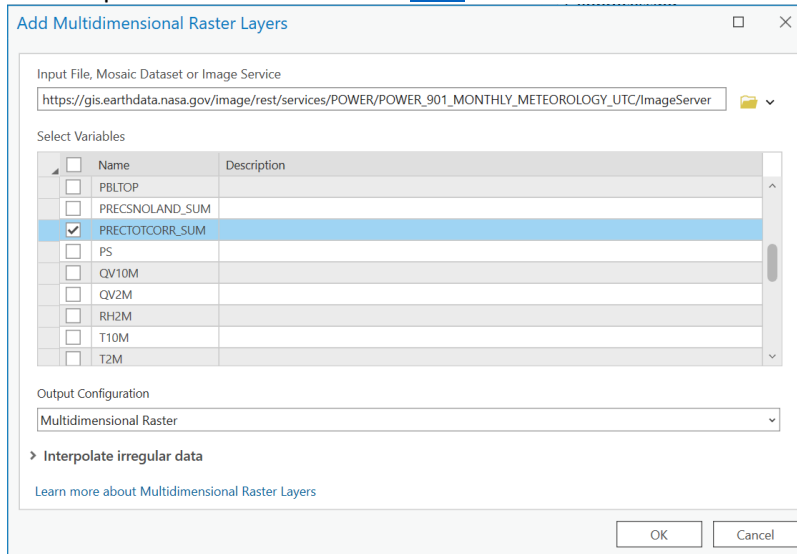 Add Multidimensional Raster Layers
Input File, Mosaic Dataset or Image Service
https://gis.earthdata.nasa.gov/image/rest/services/POWER/POWER_901_MONTHLY_METEOROLOGY_UTC/ImageServer
Select Variables
Name Description
PBLTOP
PRECSNOLAND_SUM
PRECTOTCORR_SUM
PS
QV10M
QV2M
RH2M
T10M
T2M
Output Configuration
Multidimensional Raster
Interpolate irregular data
Learn more about Multidimensional Raster Layers
OK Cancel